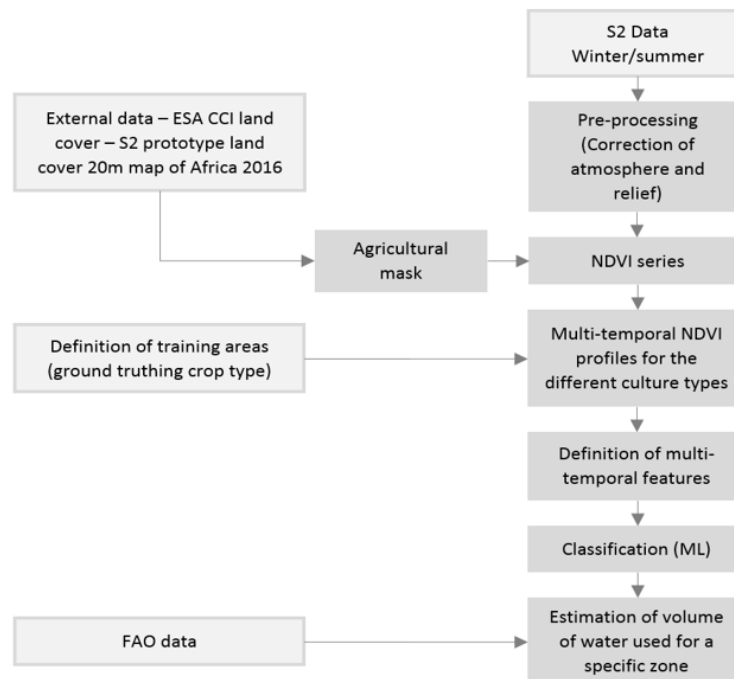 S2 Data
Winter/summer
External data – ESA CCI land
cover – S2 prototype land
cover 20m map of Africa 2016
Pre-processing
(Correction of
atmosphere and
relief)
Agricultural
mask
NDVI series
Definition of training areas
(ground truthing crop type)
Multi-temporal NDVI
profiles for the
different culture types
Definition of multi-
temporal features
Classification (ML)
FAO data
Estimation of volume
of water used for a
specific zone